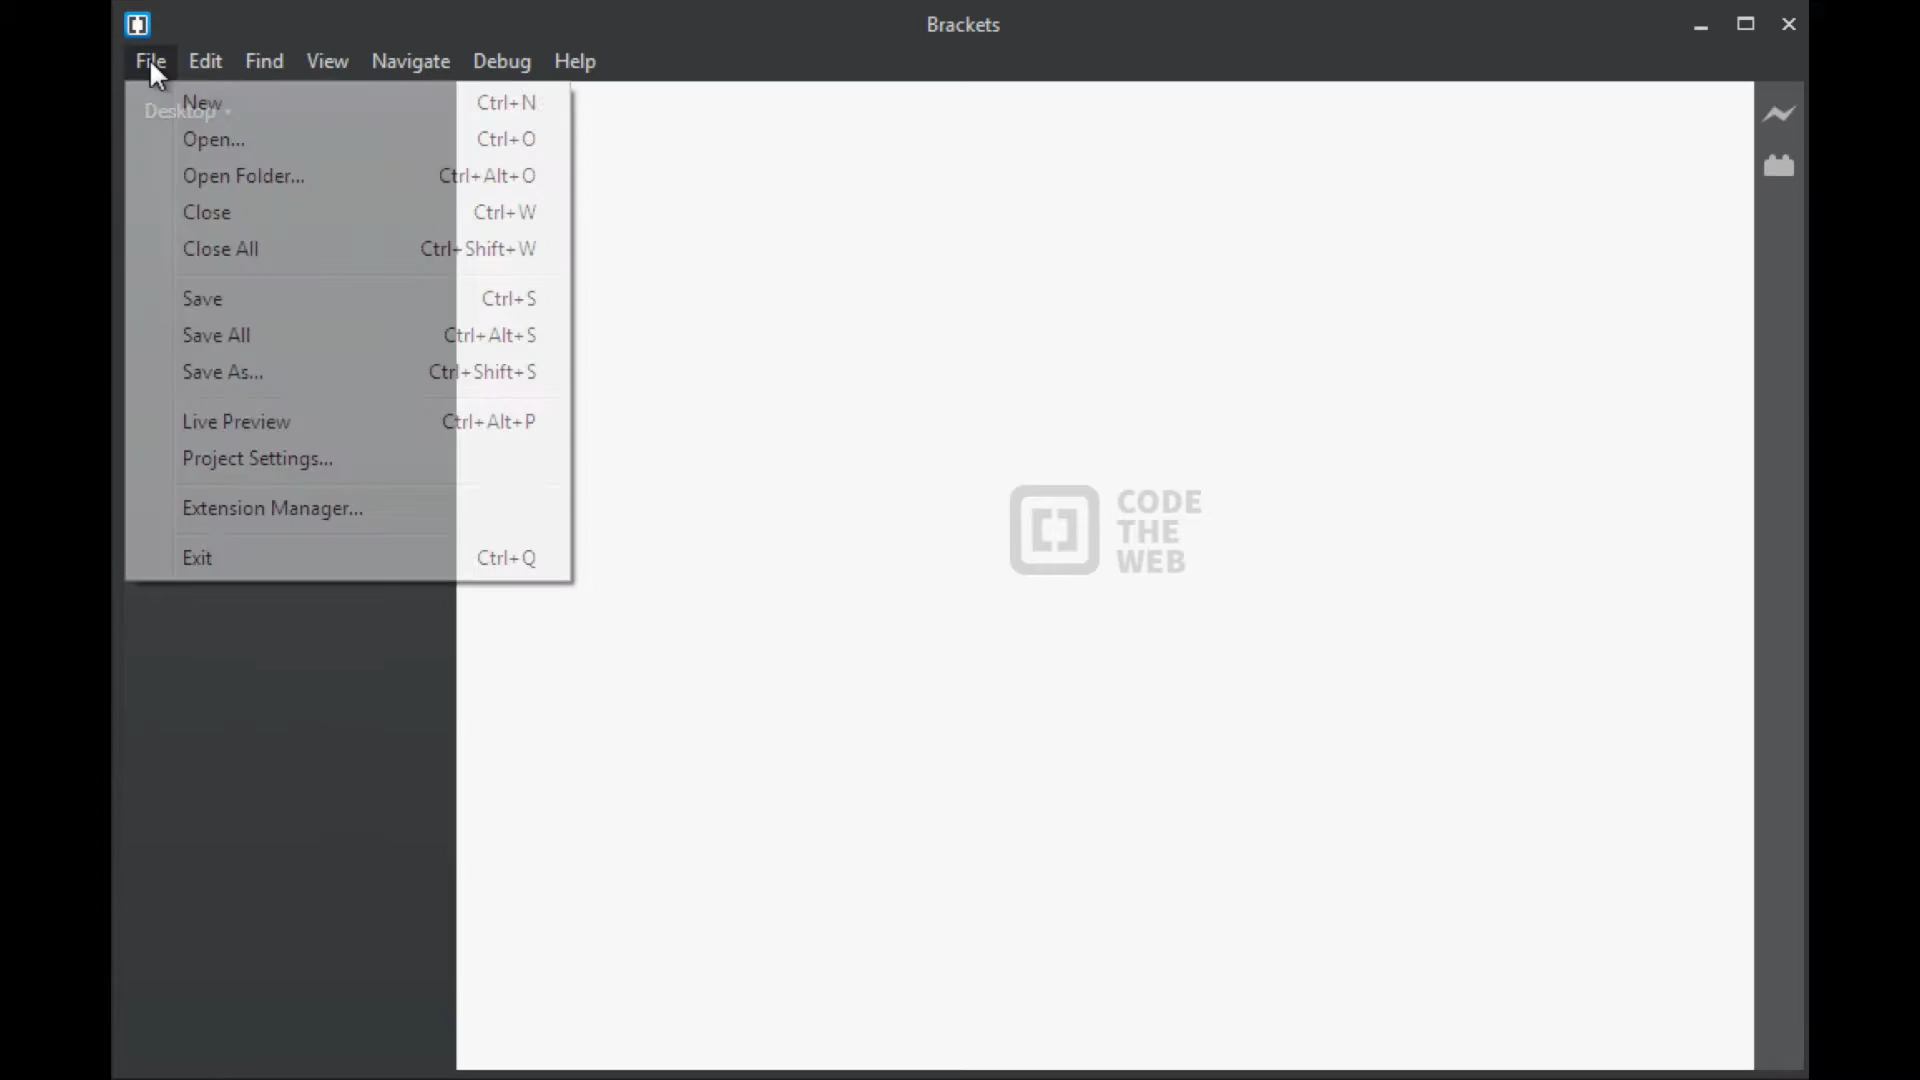 Brackets
File Edit Find View Navigate Debug Help
Desktop
New Ctrl+N
Open... Ctrl+O
Open Folder... Ctrl+Alt+O
Close Ctrl+W
Close All Ctrl+Shift+W
Save Ctrl+S
Save All Ctrl+Alt+S
Save As... Ctrl+Shift+S
Live Preview Ctrl+Alt+P
Project Settings...
Extension Manager...
Exit Ctrl+Q
CODE
THE
WEB